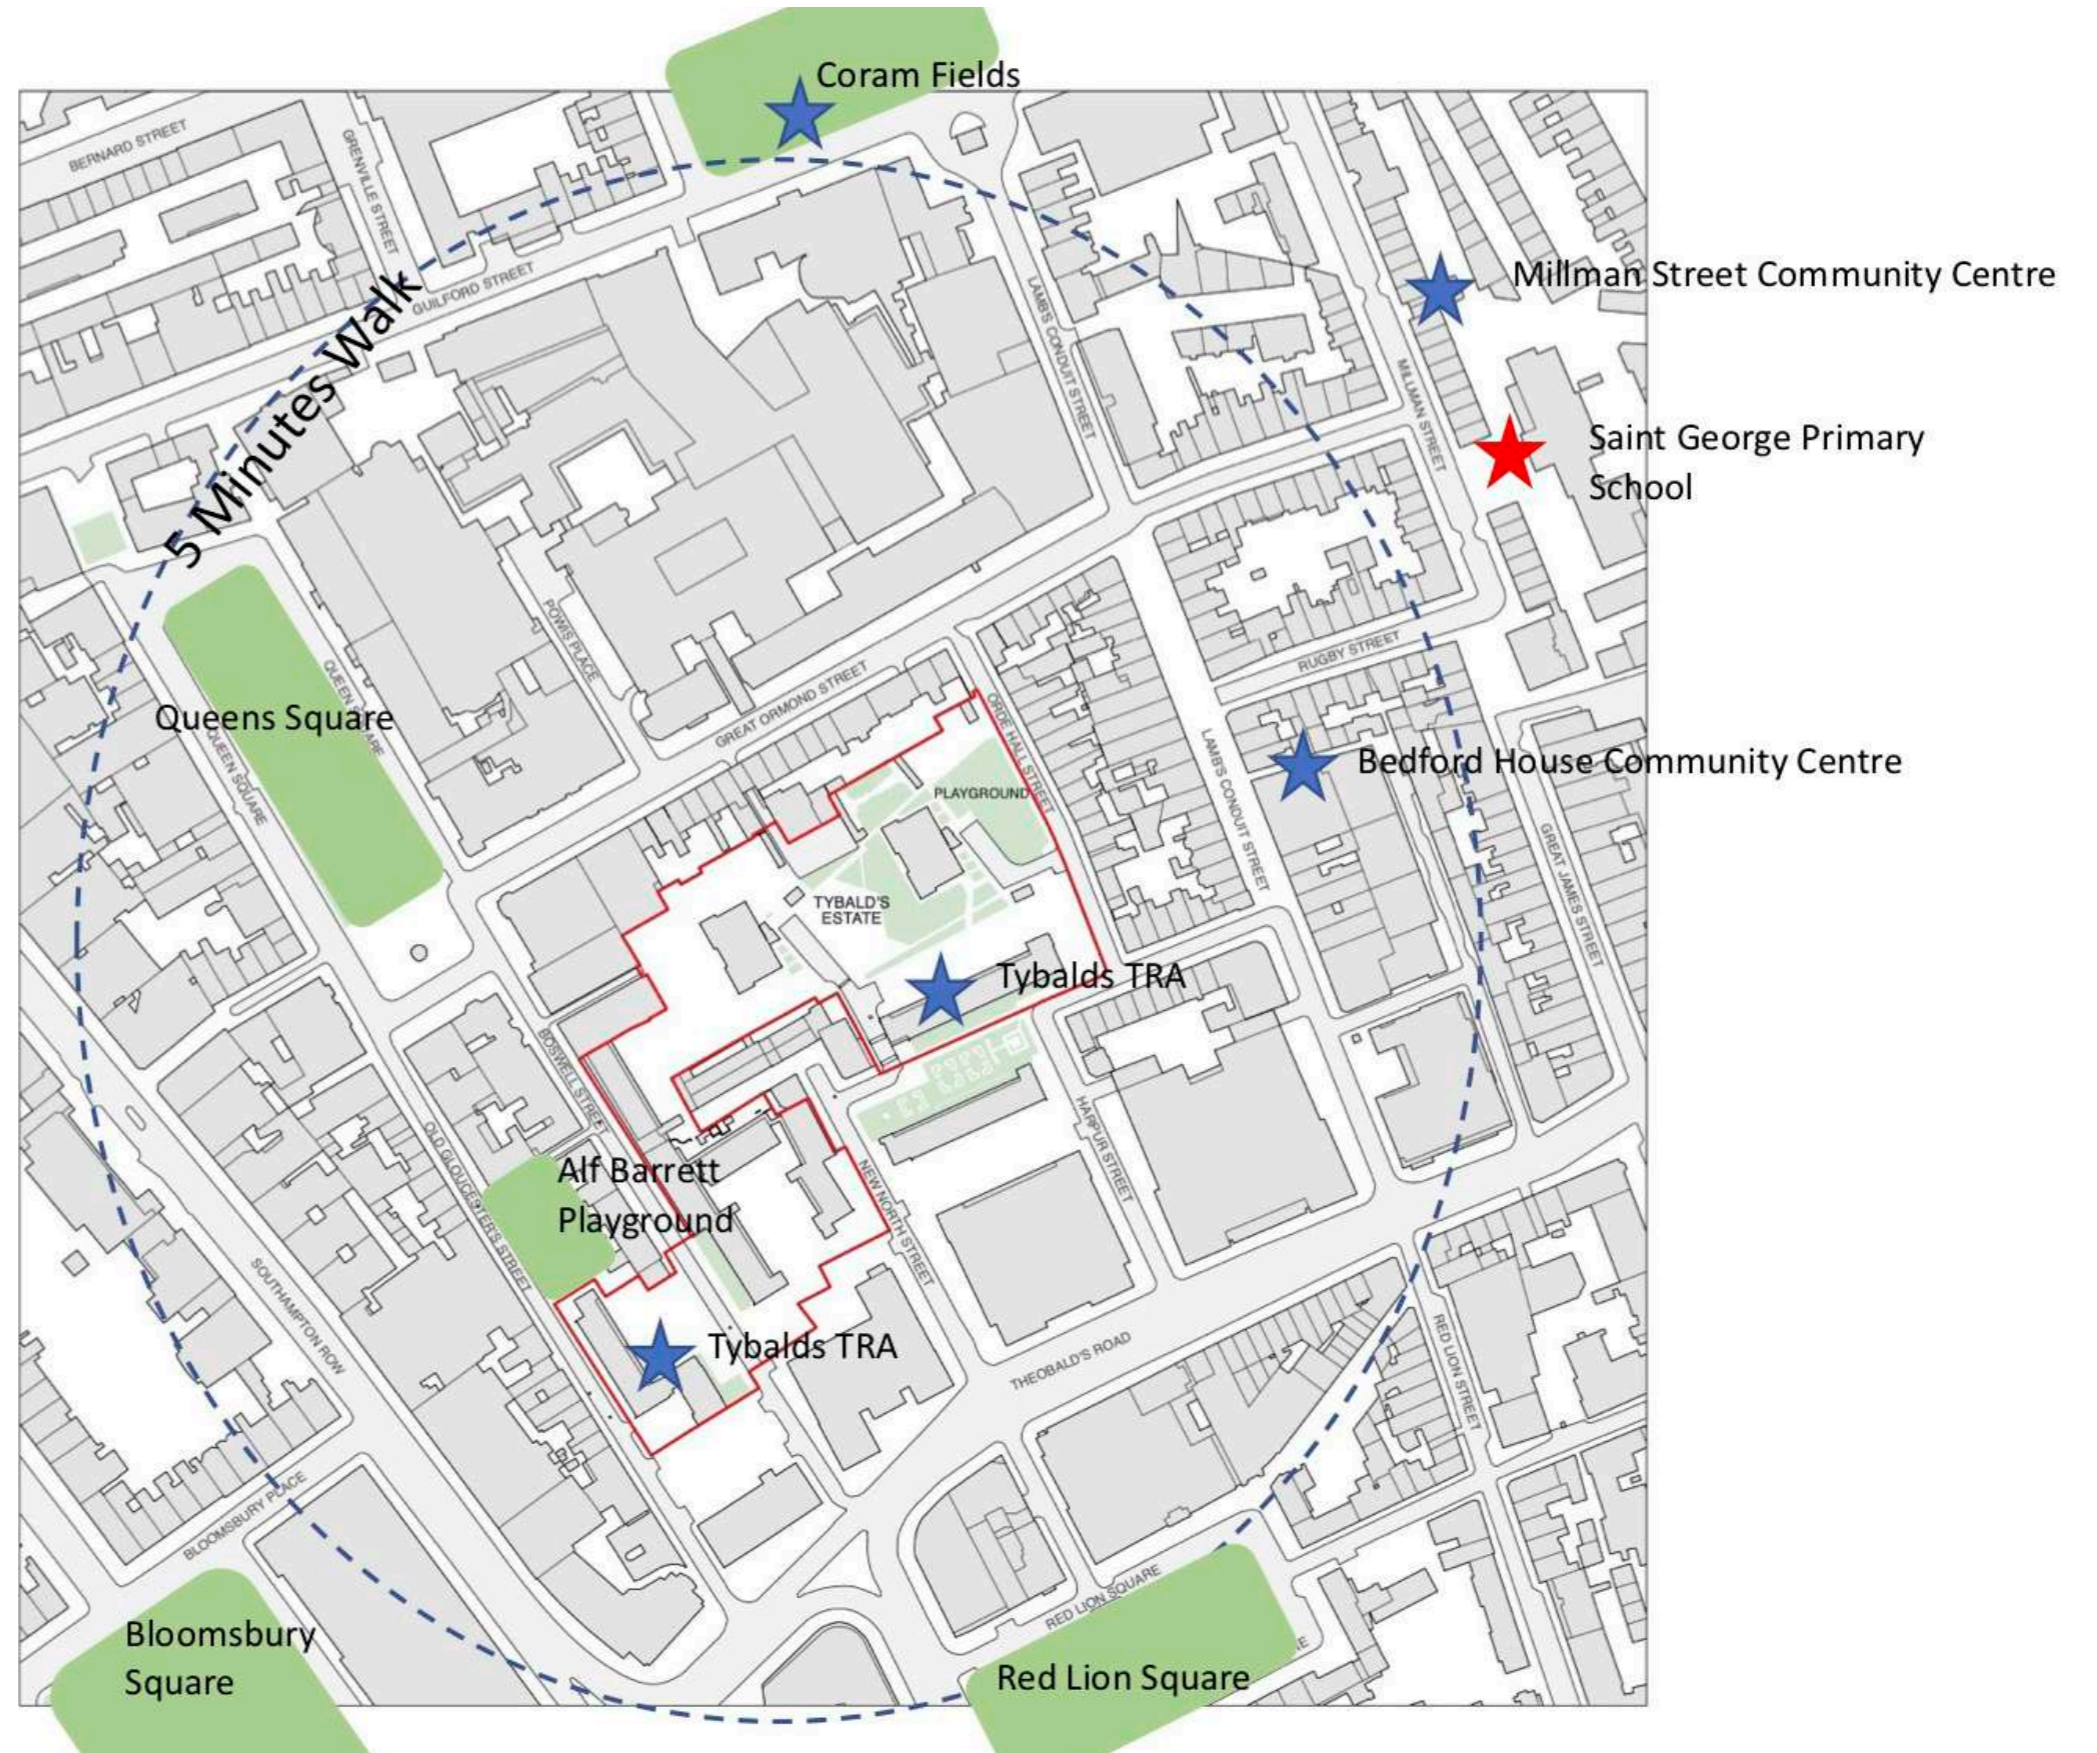 Coram Fields
BERNARD STREET
GRENVILLE STREET
Millman Street Community Centre
GUILFORD STREET
5 Minutes Walk
LAMB'S CONDUIT STREET
MILLMAN STREET
Saint George Primary
School
POWIS PLACE
RUGBY STREET
QUEEN SQUARE
Queens Square
QUEEN SQUARE
GREAT ORMOND STREET
ORDE HALL STREET
LAMB'S CONDUIT STREET
Bedford House Community Centre
PLAYGROUND
GREAT JAMES STREET
TYBALD'S
ESTATE
Tybalds TRA
BOSWELL STREET
OLD GLOUCESTER'S STREET
HARPUR STREET
Alf Barrett
Playground
NEW NORTH STREET
SOUTHAMPTON ROW
Tybalds TRA
THEOBALD'S ROAD
RED LION STREET
BLOOMSBURY PLACE
RED LION SQUARE
Bloomsbury
Square
Red Lion Square